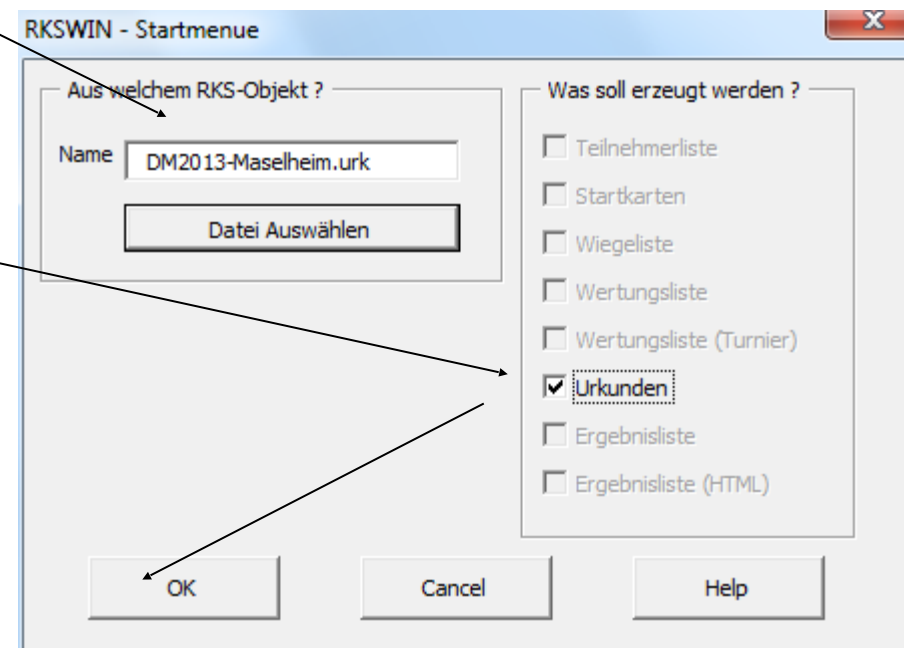 RKSWIN - Startmenue
Aus welchem RKS-Objekt ?
Name
DM2013-Maselheim.urk
Datei Auswählen
Was soll erzeugt werden ?
Teilnehmerliste
Startkarten
Wiegeliste
Wertungsliste
Wertungsliste (Turnier)
Urkunden
Ergebnisliste
Ergebnisliste (HTML)
OK
Cancel
Help